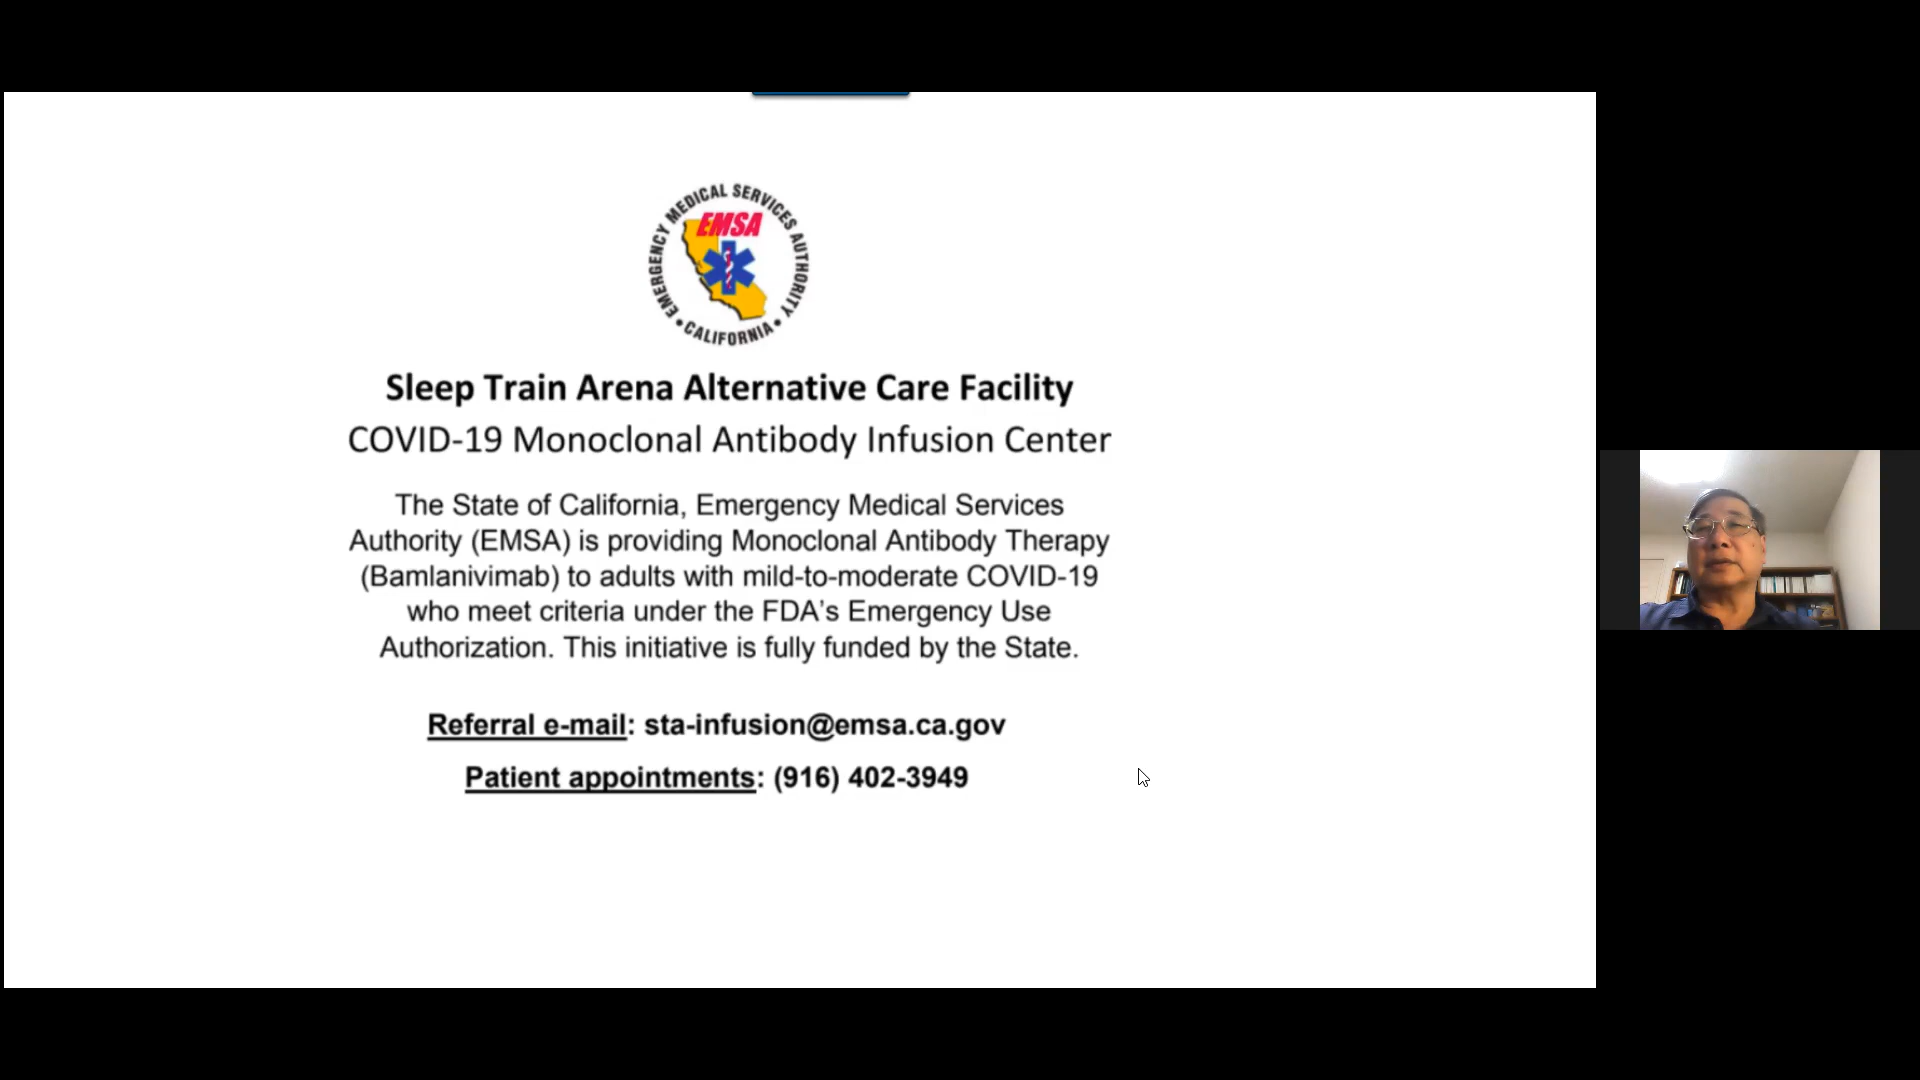 EMERGENCY MEDICAL SERVICES AUTHORITY
EMSA
• CALIFORNIA •
Sleep Train Arena Alternative Care Facility
COVID-19 Monoclonal Antibody Infusion Center
The State of California, Emergency Medical Services
Authority (EMSA) is providing Monoclonal Antibody Therapy
(Bamlanivimab) to adults with mild-to-moderate COVID-19
who meet criteria under the FDA's Emergency Use
Authorization. This initiative is fully funded by the State.
Referral e-mail: sta-infusion@emsa.ca.gov
Patient appointments: (916) 402-3949